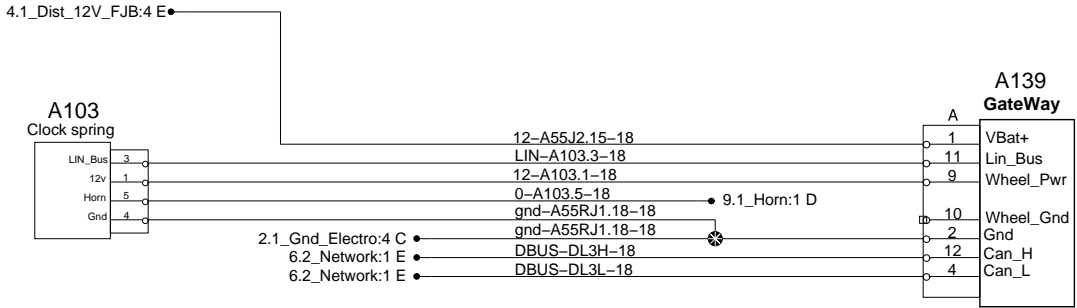 4.1_Dist_12V_FJB:4 E
A139
GateWay
A103
Clock spring
A
12–A55J2.15–18
1
VBat+
LIN_Bus
3
LIN–A103.3–18
11
Lin_Bus
12v
1
12–A103.1–18
9
Wheel_Pwr
Horn
5
0–A103.5–18
9.1_Horn:1 D
Gnd
4
gnd–A55RJ1.18–18
10
Wheel_Gnd
2.1_Gnd_Electro:4 C
gnd–A55RJ1.18–18
2
Gnd
6.2_Network:1 E
DBUS–DL3H–18
12
Can_H
6.2_Network:1 E
DBUS–DL3L–18
4
Can_L